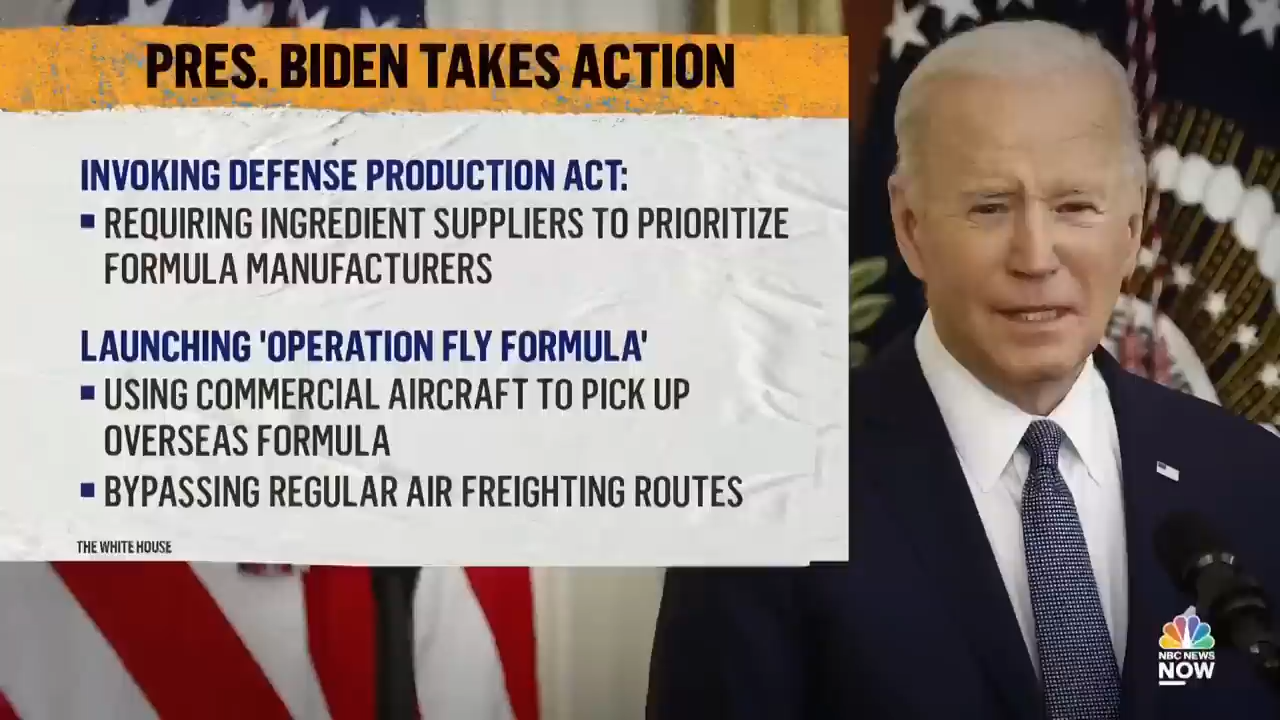 PRES. BIDEN TAKES ACTION
INVOKING DEFENSE PRODUCTION ACT:
▪ REQUIRING INGREDIENT SUPPLIERS TO PRIORITIZE
FORMULA MANUFACTURERS
LAUNCHING 'OPERATION FLY FORMULA'
▪ USING COMMERCIAL AIRCRAFT TO PICK UP
OVERSEAS FORMULA
▪ BYPASSING REGULAR AIR FREIGHTING ROUTES
THE WHITE HOUSE
NBC NEWS
NOW